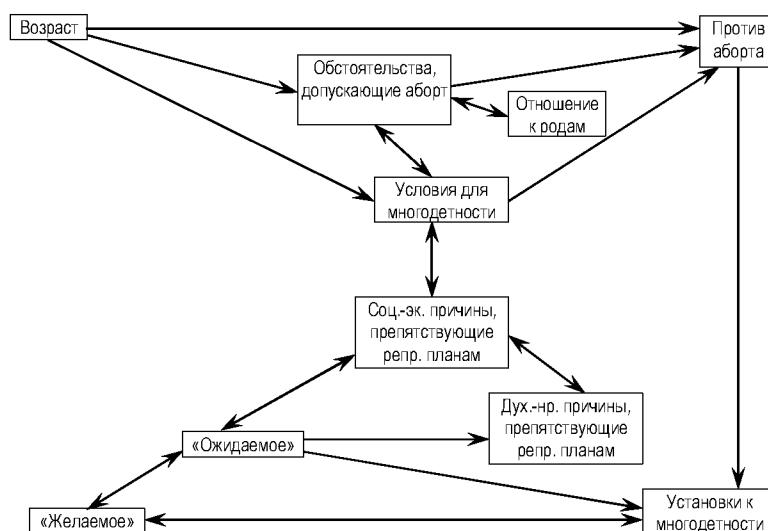 Возраст
Против
аборта
Обстоятельства,
допускающие аборт
Отношение
к родам
Условия для
многодетности
Соц.-эк. причины,
препятствующие
репр. планам
Дух.-нр. причины,
препятствующие
репр. планам
«Ожидаемое»
«Желаемое»
Установки к
многодетности